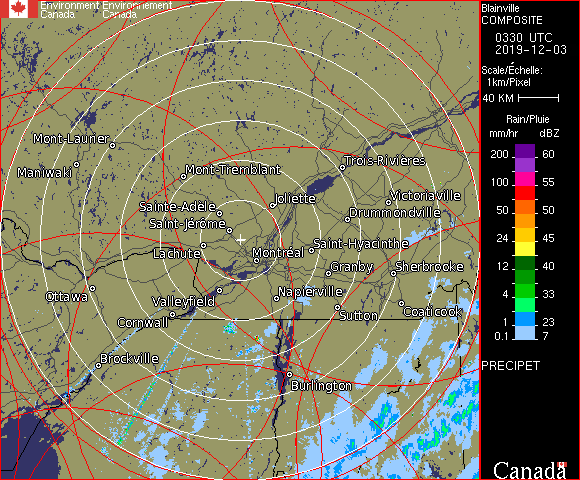 Environment Environnement
Canada Canada
Blainville
COMPOSITE
0330 UTC
2019-12-03
Scale/Échelle:
1km/Pixel
40 KM
Rain/Pluie
mm/hr dBZ
200 60
100 55
50 50
24 45
12 40
4 33
1 23
0.1 7
PRECIPET
Canada
Mont-Laurier
Maniwaki
Mont-Tremblant
Trois-Rivières
Joliette
Victoriaville
Sainte-Adèle
Drummondville
Saint-Jérôme
Saint-Hyacinthe
Lachute
Montréal
Granby
Sherbrooke
Ottawa
Valleyfield
Napierville
Cornwall
Sutton
Coaticook
Brockville
Burlington